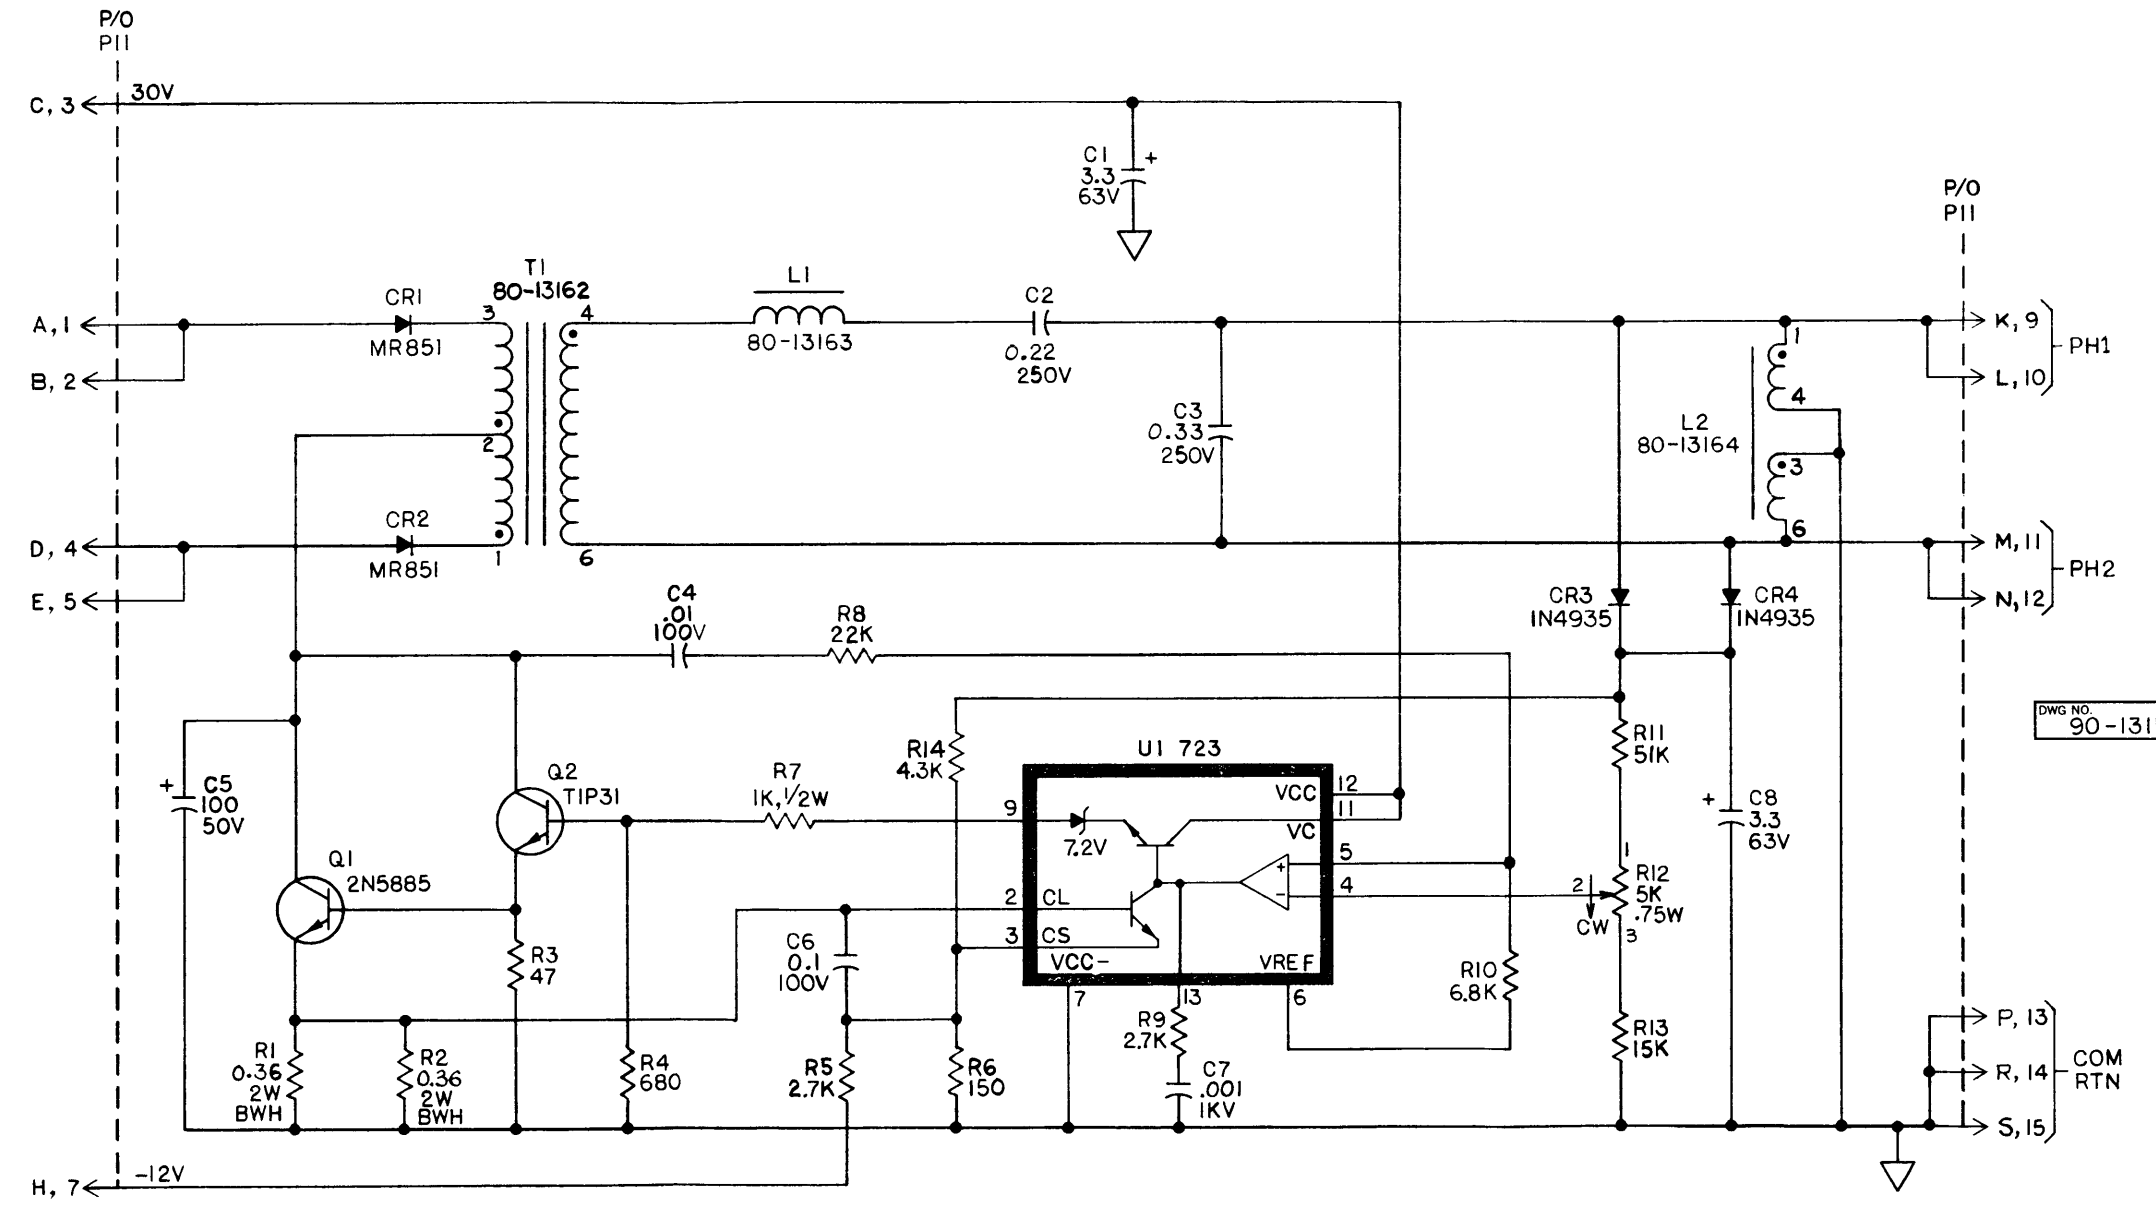 P/O
P11
C, 3
30V
C1
3.3
63V
+
P/O
P11
T1
80-13162
L1
80-13163
A, 1
CR1
MR851
3
4
C2
0.22
250V
1
K, 9
PH1
B, 2
L, 10
2
C3
0.33
250V
L2
80-13164
4
3
D, 4
CR2
MR851
1
6
6
M, 11
PH2
E, 5
N, 12
C4
.01
100V
R8
22K
CR3
1N4935
CR4
1N4935
DWG NO.
90-131
R14
4.3K
U1 723
R11
51K
+
C5
100
50V
Q2
TIP31
R7
1K,1/2W
9
7.2V
VCC
12
VC
11
+
C8
3.3
63V
Q1
2N5885
+
5
-
4
1
2
R12
5K
.75W
CW
3
2
CL
3
CS
VCC-
VREF
7
13
6
R3
47
C6
0.1
100V
R10
6.8K
R1
0.36
2W
BWH
R2
0.36
2W
BWH
R4
680
R5
2.7K
R6
150
R9
2.7K
C7
.001
1KV
R13
15K
P, 13
R, 14
COM
RTN
S, 15
H, 7
-12V